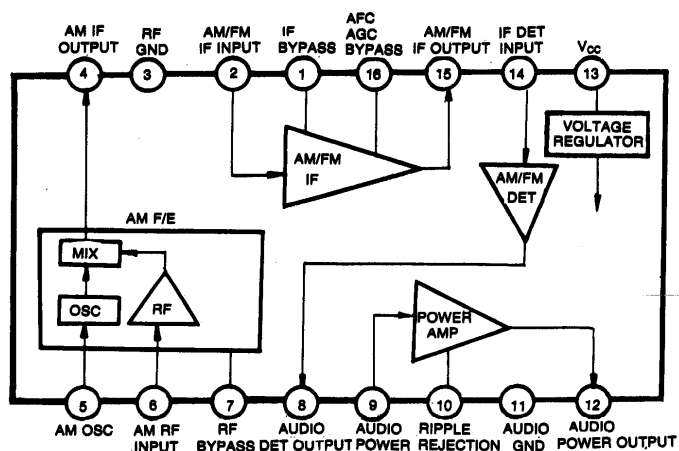 AM IF
OUTPUT
RF
GND
AM/FM
IF INPUT
IF
BYPASS
AFC
AGC
BYPASS
AM/FM
IF OUTPUT
IF DET
INPUT
VCC
4
3
2
1
16
15
14
13
VOLTAGE
REGULATOR
AM/FM
IF
AM/FM
DET
AM F/E
MIX
OSC
RF
POWER
AMP
5
6
7
8
9
10
11
12
AM OSC
AM RF
INPUT
RF
BYPASS
AUDIO
DET OUTPUT
AUDIO
POWER
RIPPLE
REJECTION
AUDIO
GND
AUDIO
POWER OUTPUT